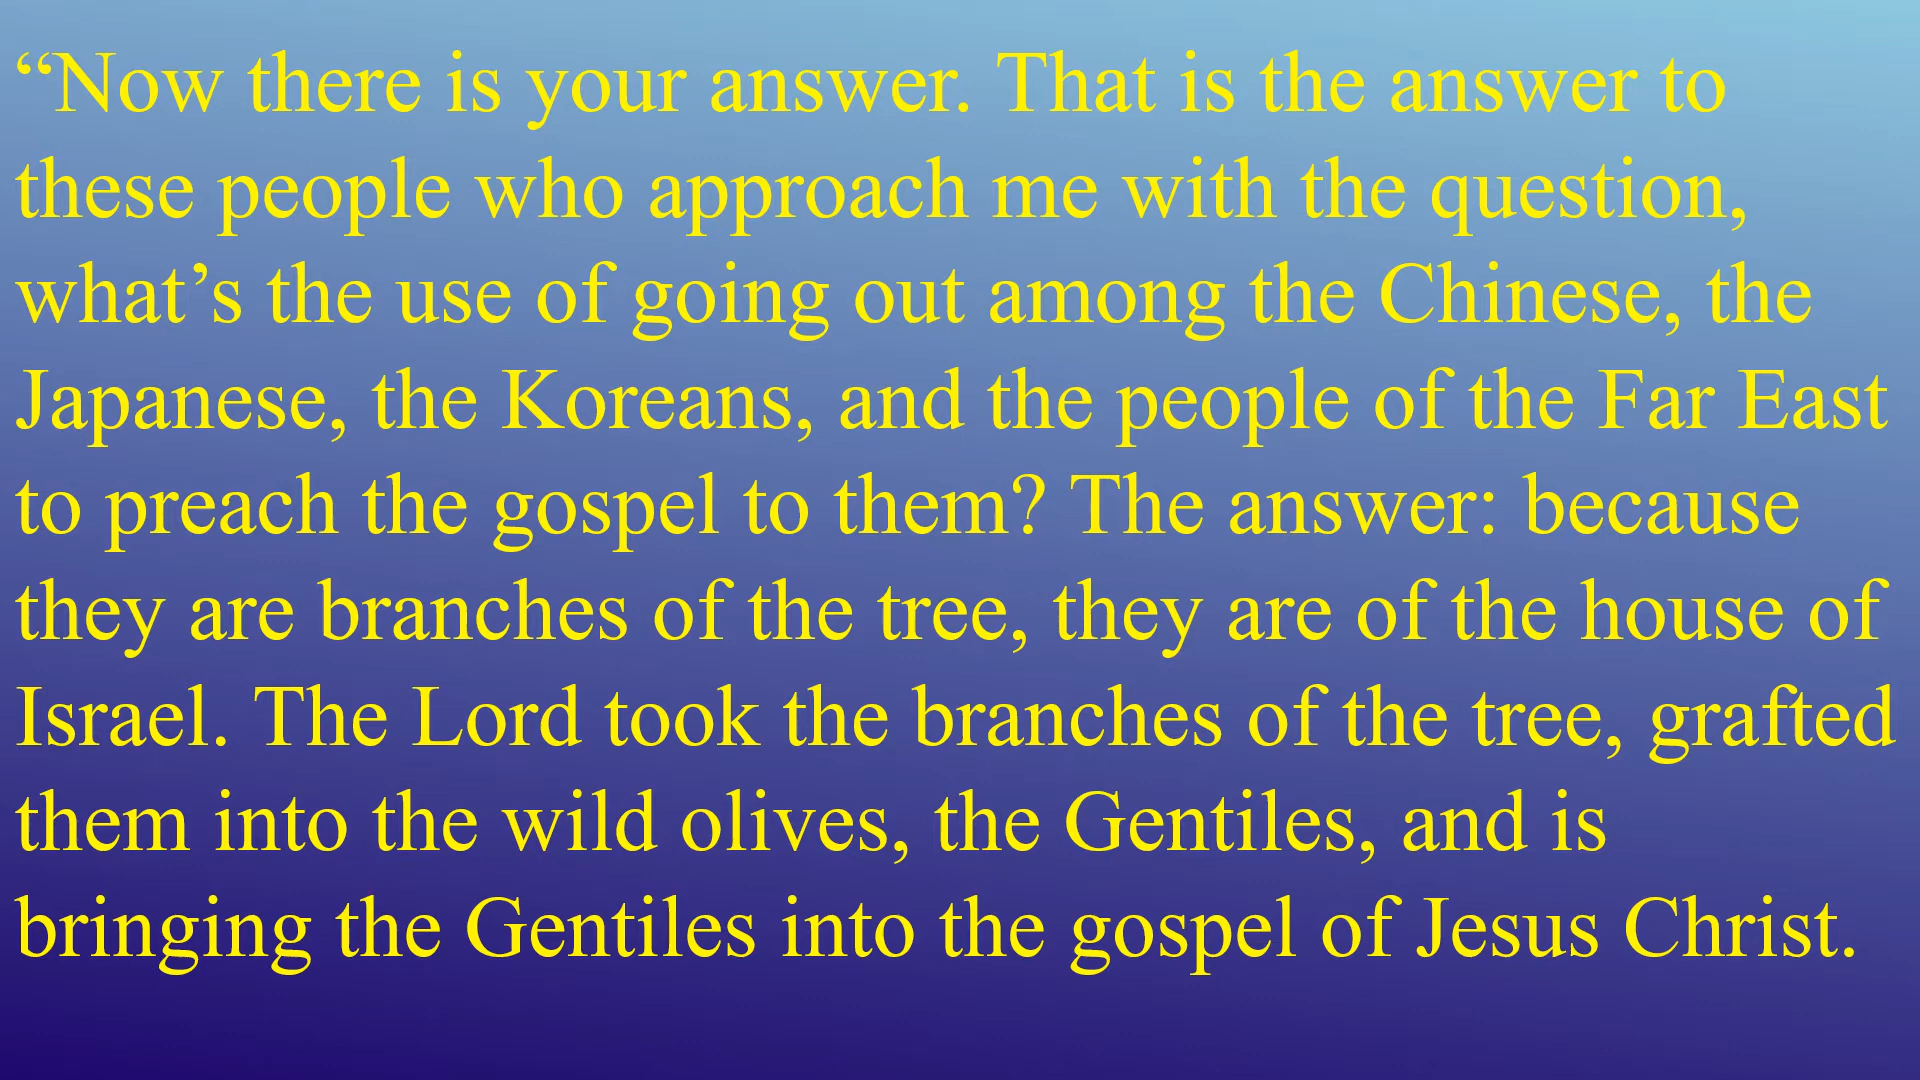 “Now there is your answer. That is the answer to
these people who approach me with the question,
what’s the use of going out among the Chinese, the
Japanese, the Koreans, and the people of the Far East
to preach the gospel to them? The answer: because
they are branches of the tree, they are of the house of
Israel. The Lord took the branches of the tree, grafted
them into the wild olives, the Gentiles, and is
bringing the Gentiles into the gospel of Jesus Christ.